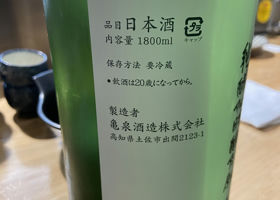 品目 日本酒
内容量 1800ml
キャップ
保存方法 要冷蔵
•飲酒は20歳になってから。
製造者
亀泉酒造株式会社
高知県土佐市出間2123-1